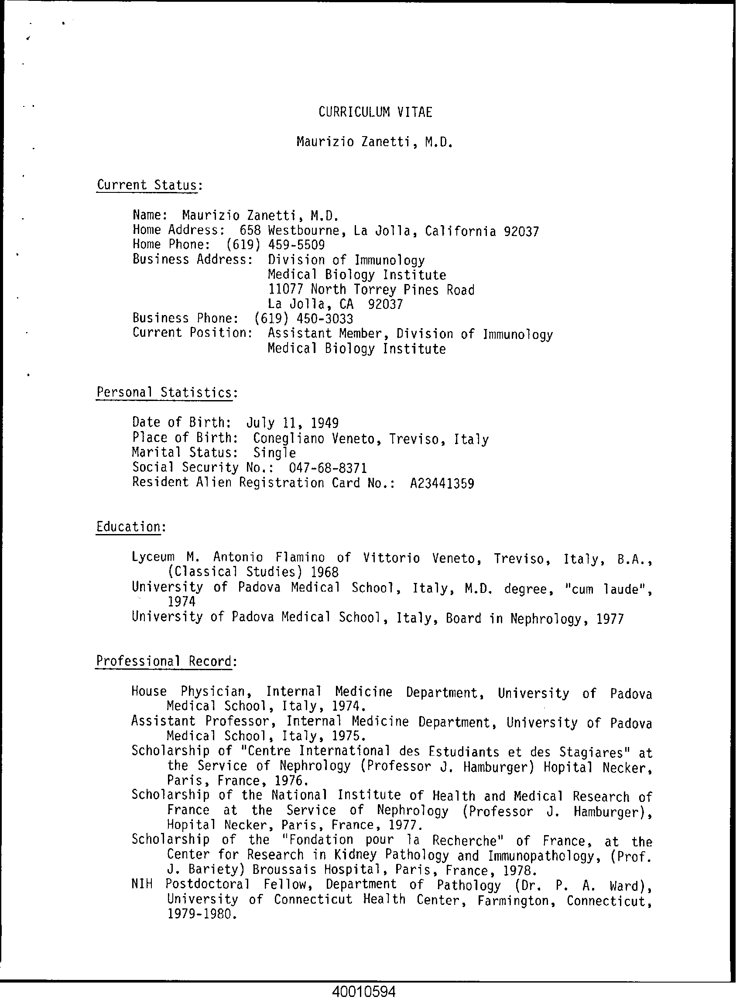 CURRICULUM VITAE
Maurizio Zanetti, M.D.
Current Status:
Name: Maurizio Zanetti, M.D.
Home Address: 658 Westbourne, La Jolla, California 92037
Home Phone: (619) 459-5509
Business Address: Division of Immunology
Medical Biology Institute
11077 North Torrey Pines Road
La Jolla, CA 92037
Business Phone: (619) 450-3033
Current Position: Assistant Member, Division of Immunology
Medical Biology Institute
Personal Statistics:
Date of Birth: July 11, 1949
Place of Birth: Conegliano Veneto, Treviso, Italy
Marital Status: Single
Social Security No.: 047-68-8371
Resident Alien Registration Card No.: A23441359
Education:
Lyceum M. Antonio Flamino of Vittorio Veneto, Treviso, Italy, B.A.,
(Classical Studies) 1968
University of Padova Medical School, Italy, M.D. degree, "cum laude",
1974
University of Padova Medical School, Italy, Board in Nephrology, 1977
Professional Record:
House Physician, Internal Medicine Department, University of Padova
Medical School, Italy, 1974.
Assistant Professor, Internal Medicine Department, University of Padova
Medical School, Italy, 1975.
Scholarship of "Centre International des Estudiants et des Stagiares" at
the Service of Nephrology (Professor J. Hamburger) Hopital Necker,
Paris, France, 1976.
Scholarship of the National Institute of Health and Medical Research of
France at the Service of Nephrology (Professor J. Hamburger),
Hopital Necker, Paris, France, 1977.
Scholarship of the "Fondation pour la Recherche" of France, at the
Center for Research in Kidney Pathology and Immunopathology, (Prof.
J. Bariety) Broussais Hospital, Paris, France, 1978.
NIH Postdoctoral Fellow, Department of Pathology (Dr. P. A. Ward),
University of Connecticut Health Center, Farmington, Connecticut,
1979-1980.
40010594